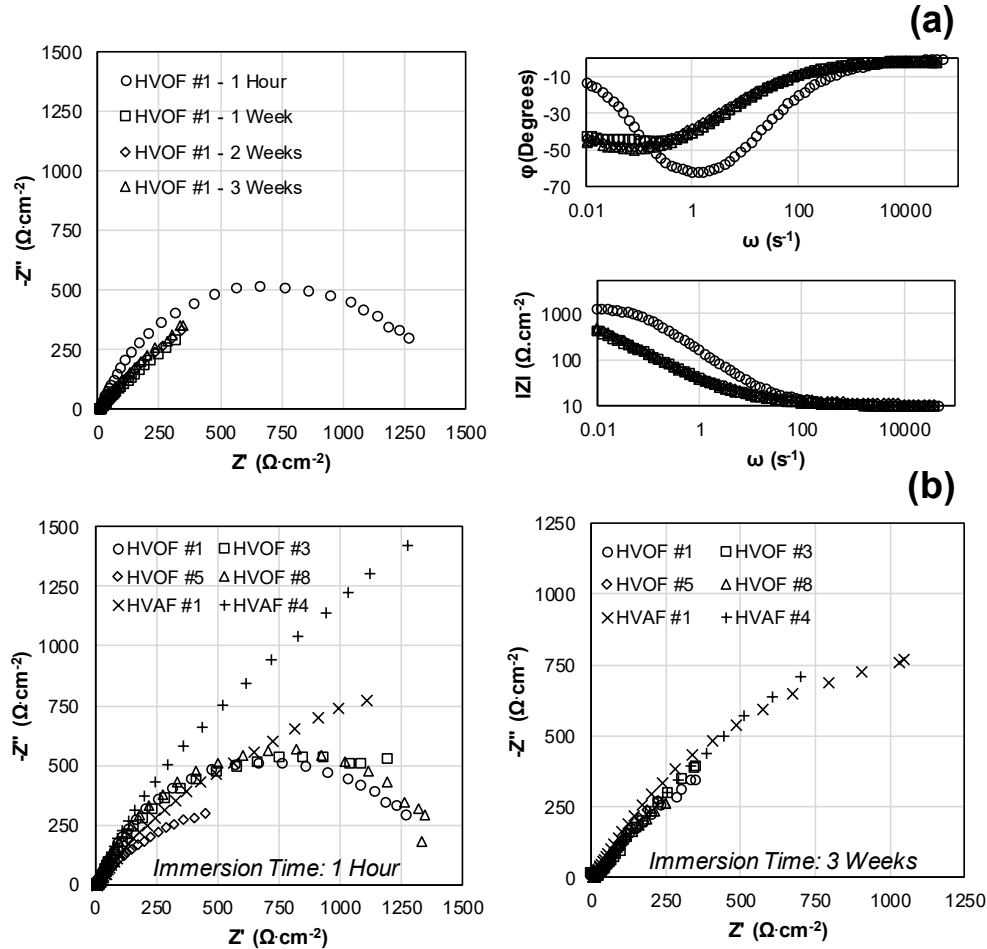 (a)
1500
1250
1000
750
500
250
0
-Z'' (Ω·cm-2)
HVOF #1 - 1 Hour
HVOF #1 - 1 Week
HVOF #1 - 2 Weeks
HVOF #1 - 3 Weeks
0 250 500 750 1000 1250 1500
Z' (Ω·cm-2)
-10
-30
-50
-70
φ(Degrees)
0.01 1 100 10000
ω (s-1)
1000
100
10
IZI (Ω.cm-2)
0.01 1 100 10000
ω (s-1)
(b)
1500
1250
1000
750
500
250
0
-Z'' (Ω·cm-2)
HVOF #1 HVOF #3
HVOF #5 HVOF #8
HVAF #1 HVAF #4
Immersion Time: 1 Hour
0 250 500 750 1000 1250 1500
Z' (Ω·cm-2)
1250
1000
750
500
250
0
-Z'' (Ω·cm-2)
HVOF #1 HVOF #3
HVOF #5 HVOF #8
HVAF #1 HVAF #4
Immersion Time: 3 Weeks
0 250 500 750 1000 1250
Z' (Ω·cm-2)